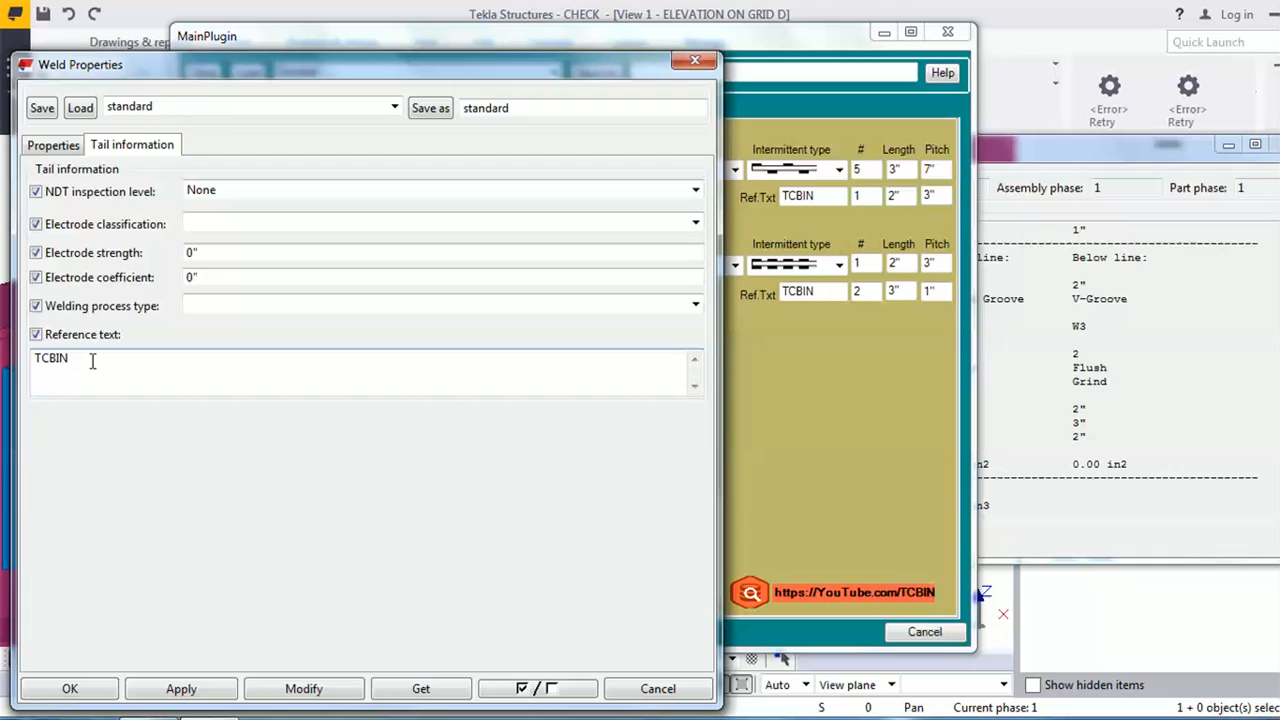 Tekla Structures - CHECK - [View 1 - ELEVATION ON GRID D]
? Log in
MainPlugin
Drawings & rep
Quick Launch
Weld Properties
Help
Save Load standard Save as standard
<Error> Retry
<Error> Retry
Properties Tail information
Tail information
NDT inspection level: None
Electrode classification:
Electrode strength: 0"
Electrode coefficient: 0"
Welding process type:
Reference text:
TCBIN
OK Apply Modify Get / Cancel
Intermittent type # Length Pitch
5 3" 7"
Ref.Txt TCBIN 1 2" 3"
Intermittent type # Length Pitch
1 2" 3"
Ref.Txt TCBIN 2 3" 1"
https://YouTube.com/TCBIN
Cancel
Assembly phase: 1 Part phase: 1
1"
line: Below line:
2"
Groove V-Groove
W3
2
Flush
Grind
2"
3"
2"
n2 0.00 in2
n3
Z
Show hidden items
Auto View plane
S 0 Pan Current phase: 1 1 + 0 object(s) selec